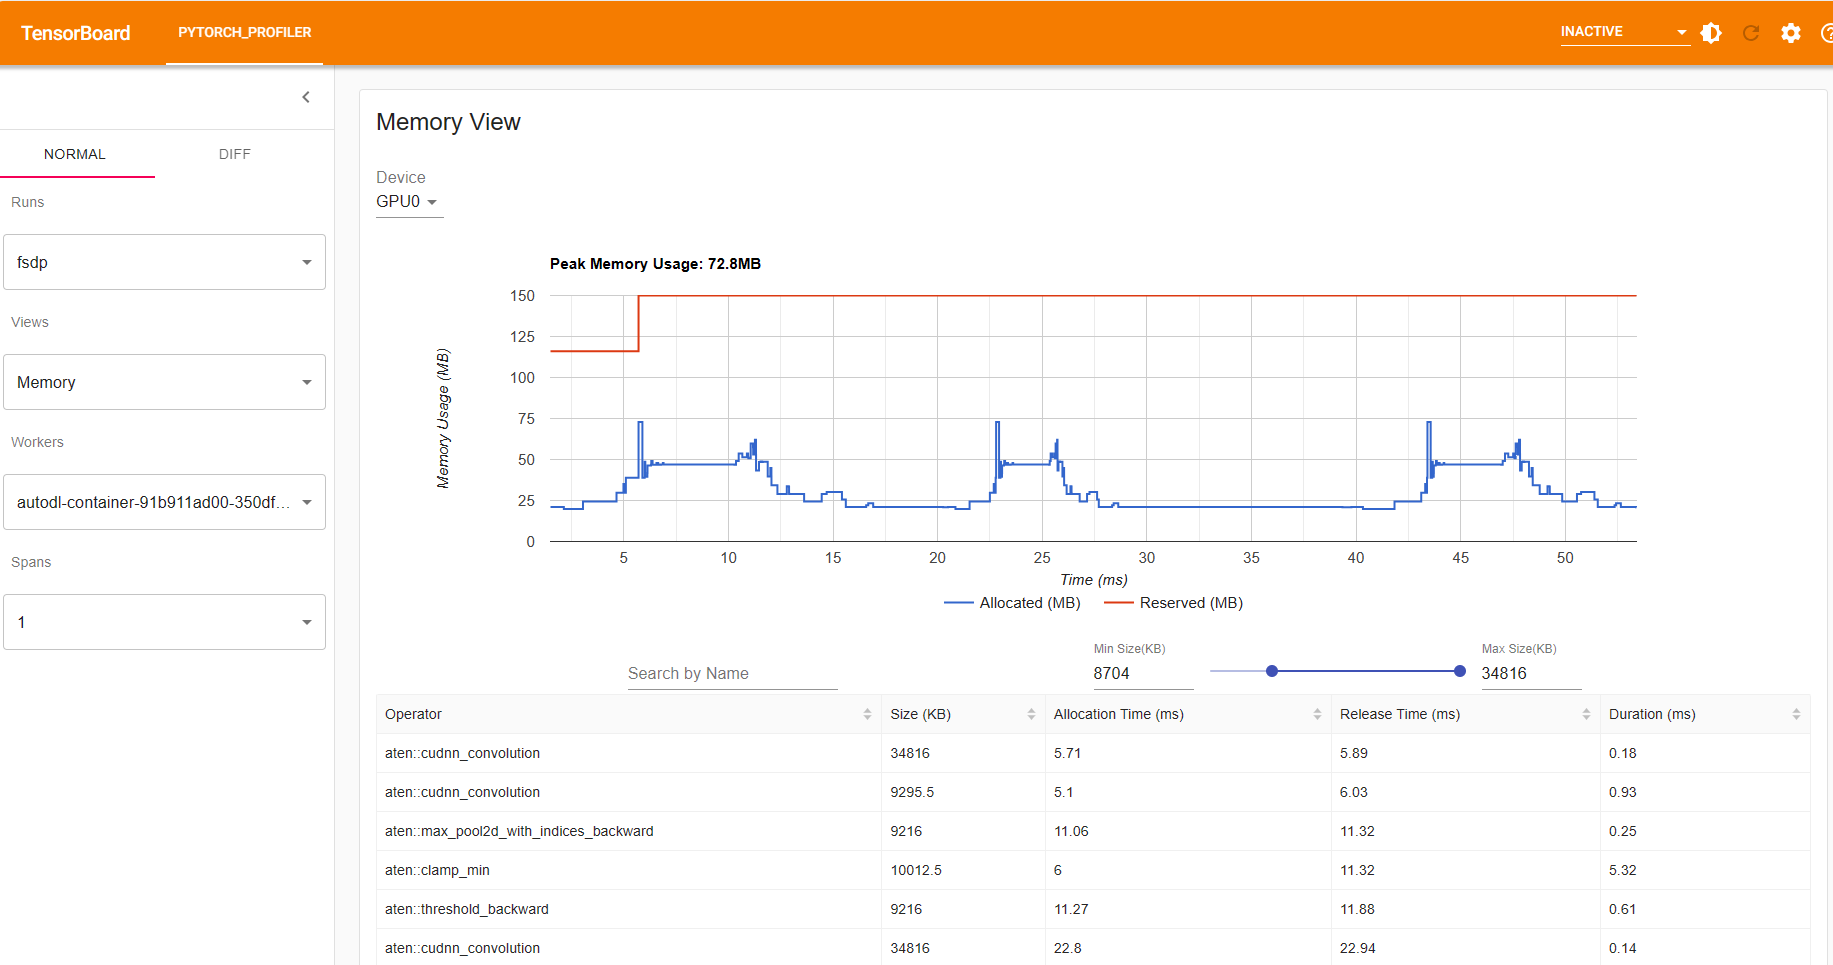 TensorBoard PYTORCH_PROFILER INACTIVE
NORMAL DIFF
Runs
fsdp
Views
Memory
Workers
autodl-container-91b911ad00-350df...
Spans
1
Memory View
Device
GPU0
Peak Memory Usage: 72.8MB
Memory Usage (MB)
150
125
100
75
50
25
0
5 10 15 20 25 30 35 40 45 50
Time (ms)
Allocated (MB) Reserved (MB)
Search by Name
Min Size(KB)
8704
Max Size(KB)
34816
Operator Size (KB) Allocation Time (ms) Release Time (ms) Duration (ms)
aten::cudnn_convolution 34816 5.71 5.89 0.18
aten::cudnn_convolution 9295.5 5.1 6.03 0.93
aten::max_pool2d_with_indices_backward 9216 11.06 11.32 0.25
aten::clamp_min 10012.5 6 11.32 5.32
aten::threshold_backward 9216 11.27 11.88 0.61
aten::cudnn_convolution 34816 22.8 22.94 0.14